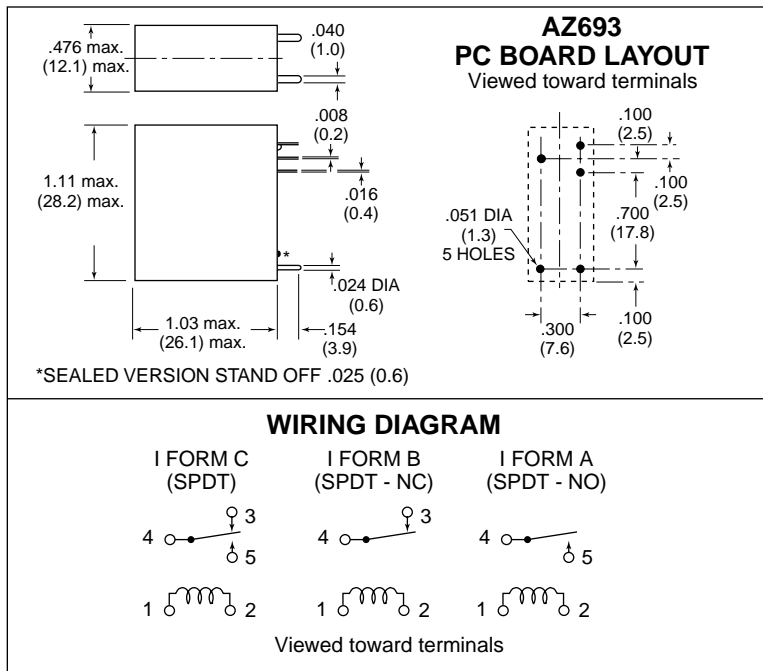 .476 max.
(12.1) max.
.040
(1.0)
.008
(0.2)
1.11 max.
(28.2) max.
.016
(0.4)
*
.024 DIA
(0.6)
1.03 max.
(26.1) max.
.154
(3.9)
*SEALED VERSION STAND OFF .025 (0.6)
AZ693
PC BOARD LAYOUT
Viewed toward terminals
.100
(2.5)
.100
(2.5)
.051 DIA
(1.3)
5 HOLES
.700
(17.8)
.300
(7.6)
.100
(2.5)
WIRING DIAGRAM
I FORM C
(SPDT)
3
4
5
1 2
I FORM B
(SPDT - NC)
3
4
1 2
I FORM A
(SPDT - NO)
4
5
1 2
Viewed toward terminals